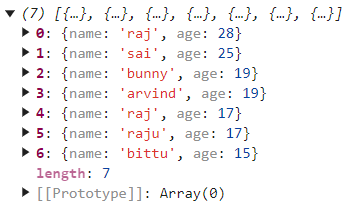 ▼ (7) [{…}, {…}, {…}, {…}, {…}, {…}, {…}]
▶ 0: {name: 'raj', age: 28}
▶ 1: {name: 'sai', age: 25}
▶ 2: {name: 'bunny', age: 19}
▶ 3: {name: 'arvind', age: 19}
▶ 4: {name: 'raj', age: 17}
▶ 5: {name: 'raju', age: 17}
▶ 6: {name: 'bittu', age: 15}
length: 7
▶ [[Prototype]]: Array(0)